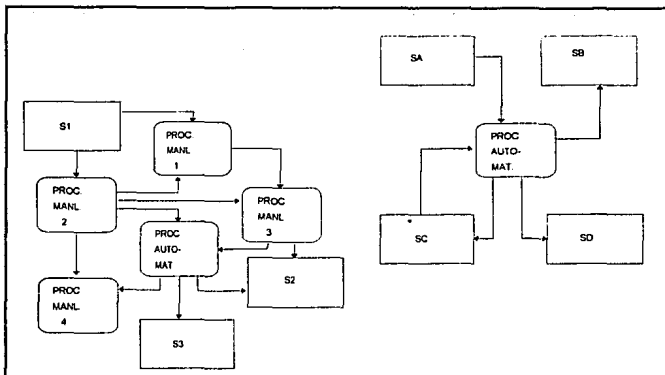 S1
PROC.
MANL.
1
PROC.
MANL.
2
PROC
MANL
3
PROC
AUTO-
MAT
PROC
MANL.
4
S2
S3
SA
SB
PROC
AUTO-
MAT.
SC
SD